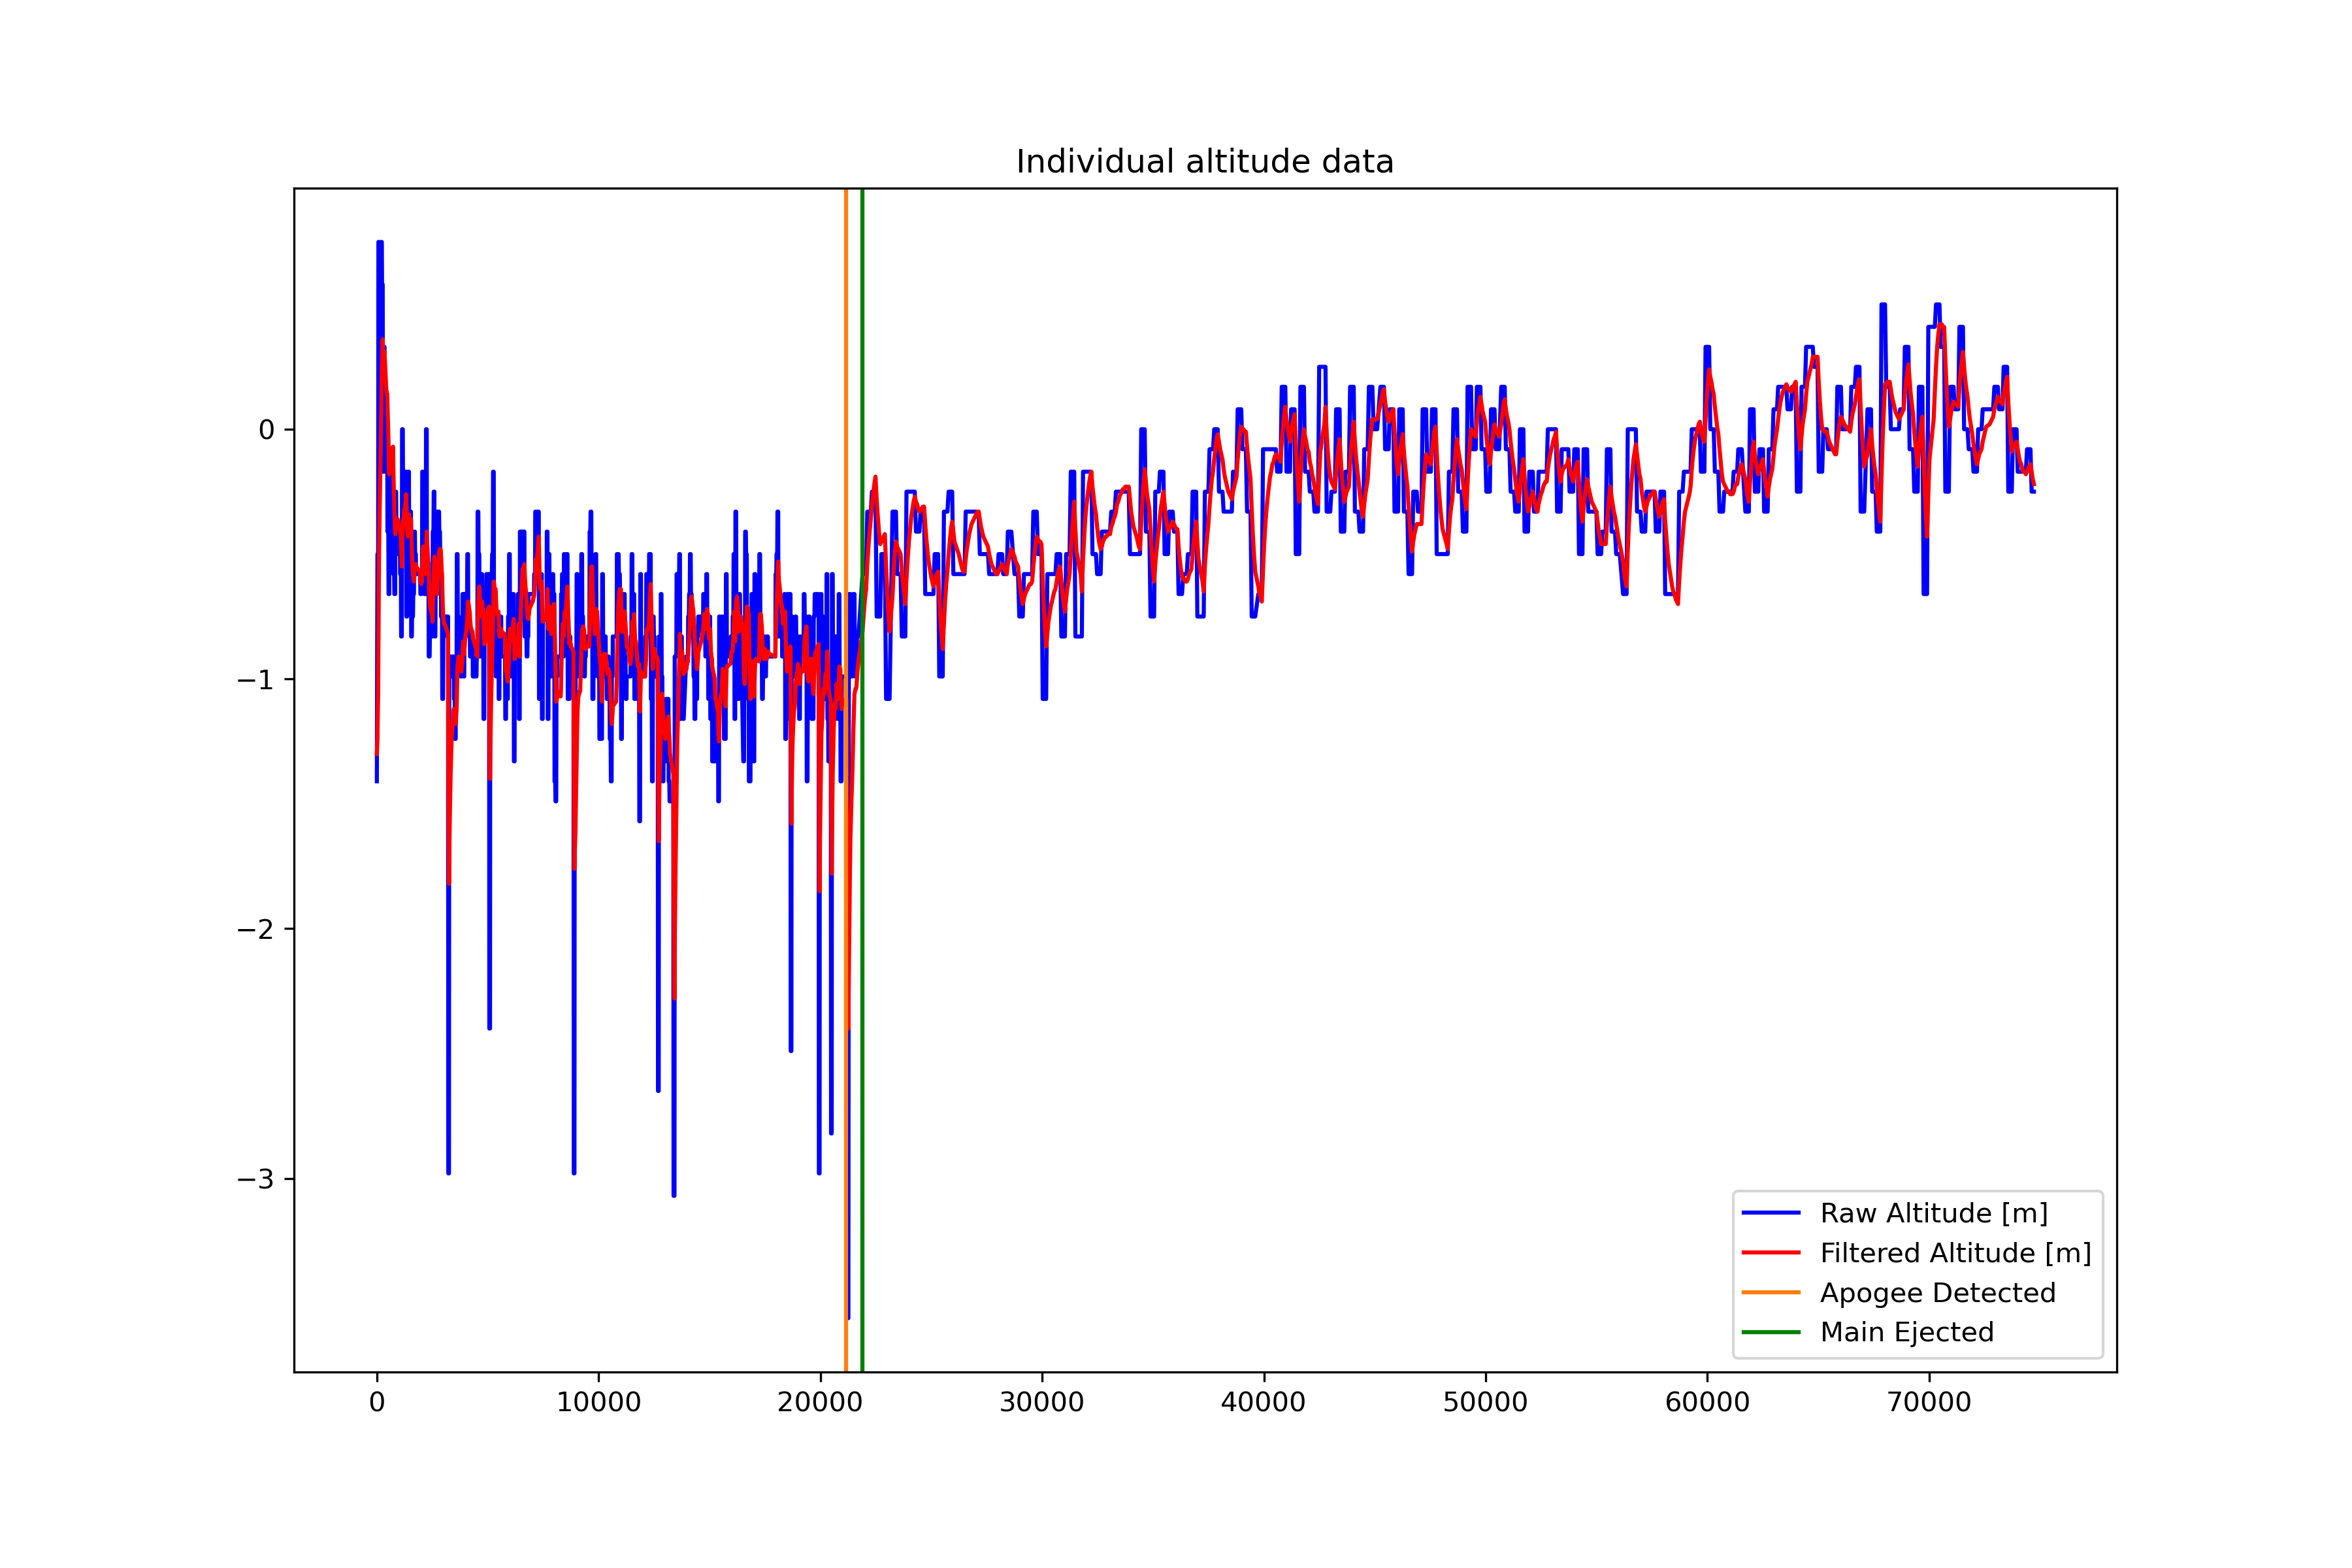 Individual altitude data
0
−1
−2
−3
0 10000 20000 30000 40000 50000 60000 70000
Raw Altitude [m]
Filtered Altitude [m]
Apogee Detected
Main Ejected